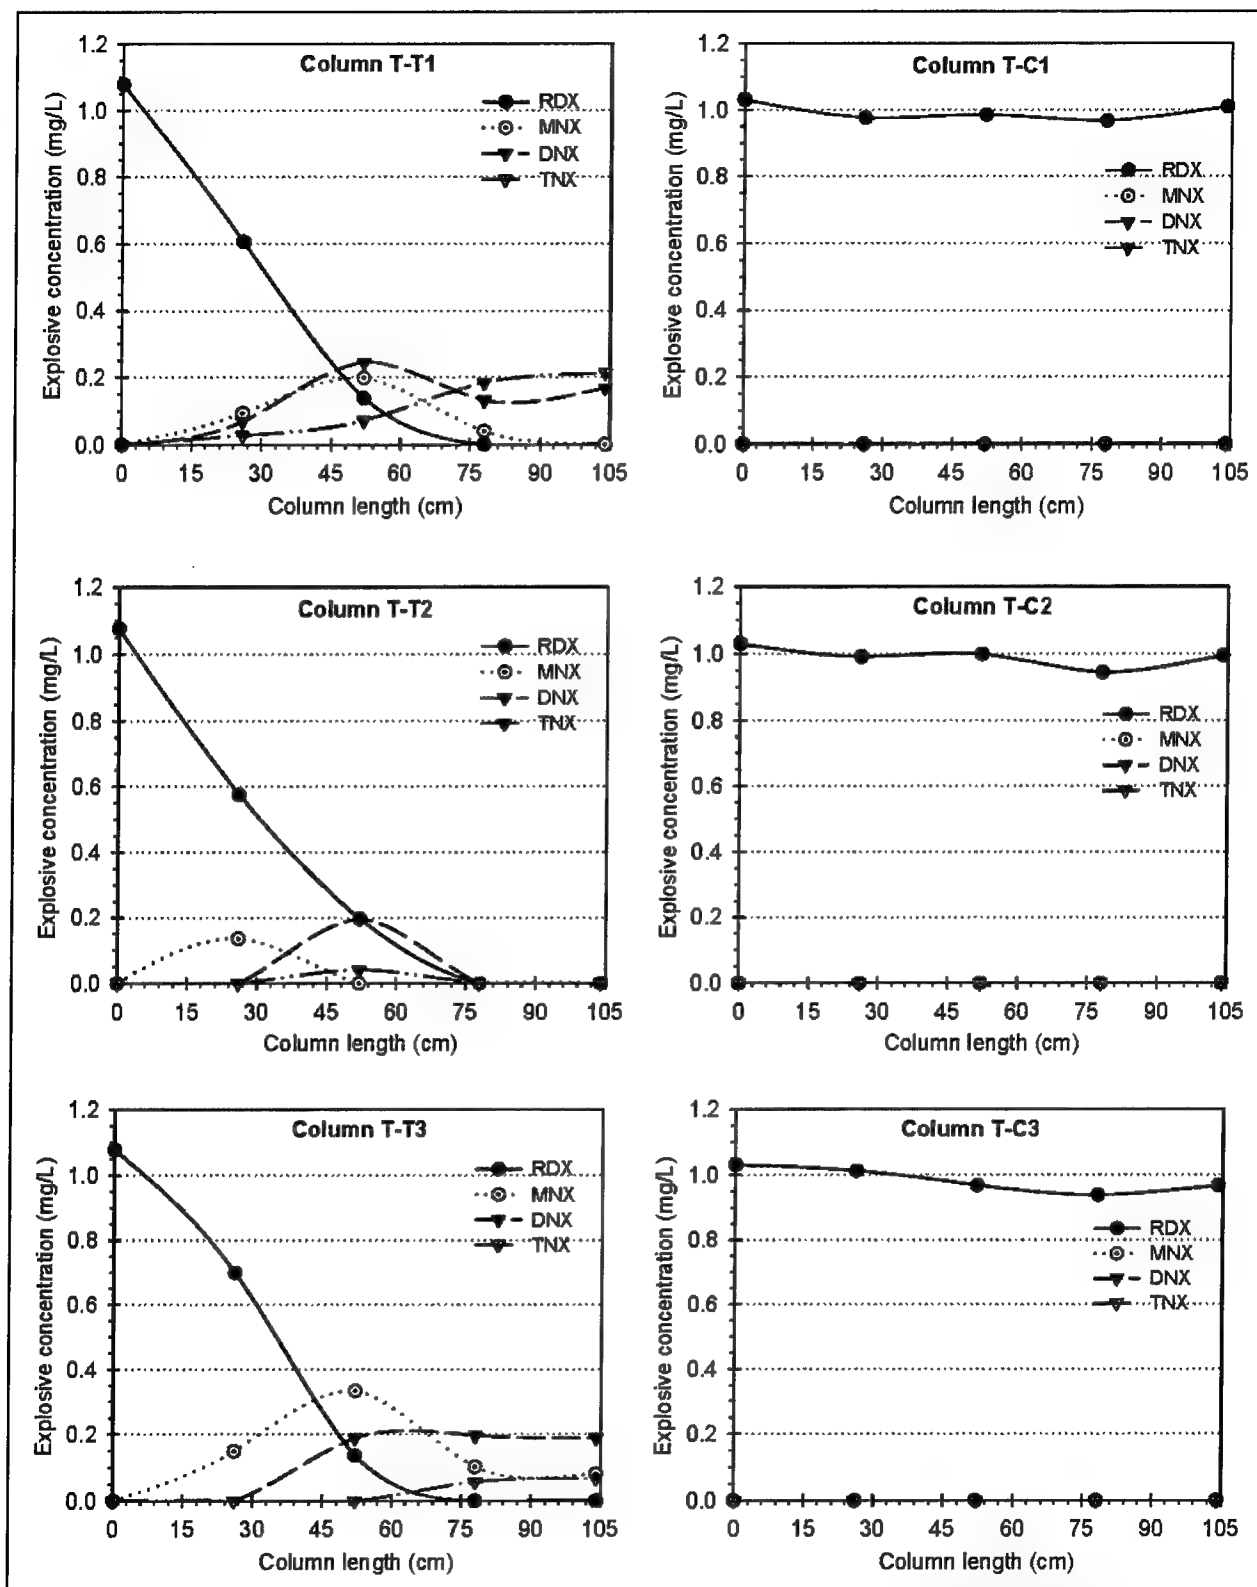 Column T-T1
RDX
MNX
DNX
TNX
Explosive concentration (mg/L)
1.2
1.0
0.8
0.6
0.4
0.2
0.0
0 15 30 45 60 75 90 105
Column length (cm)
Column T-C1
RDX
MNX
DNX
TNX
Explosive concentration (mg/L)
1.2
1.0
0.8
0.6
0.4
0.2
0.0
0 15 30 45 60 75 90 105
Column length (cm)
Column T-T2
RDX
MNX
DNX
TNX
Explosive concentration (mg/L)
1.2
1.0
0.8
0.6
0.4
0.2
0.0
0 15 30 45 60 75 90 105
Column length (cm)
Column T-C2
RDX
MNX
DNX
TNX
Explosive concentration (mg/L)
1.2
1.0
0.8
0.6
0.4
0.2
0.0
0 15 30 45 60 75 90 105
Column length (cm)
Column T-T3
RDX
MNX
DNX
TNX
Explosive concentration (mg/L)
1.2
1.0
0.8
0.6
0.4
0.2
0.0
0 15 30 45 60 75 90 105
Column length (cm)
Column T-C3
RDX
MNX
DNX
TNX
Explosive concentration (mg/L)
1.2
1.0
0.8
0.6
0.4
0.2
0.0
0 15 30 45 60 75 90 105
Column length (cm)